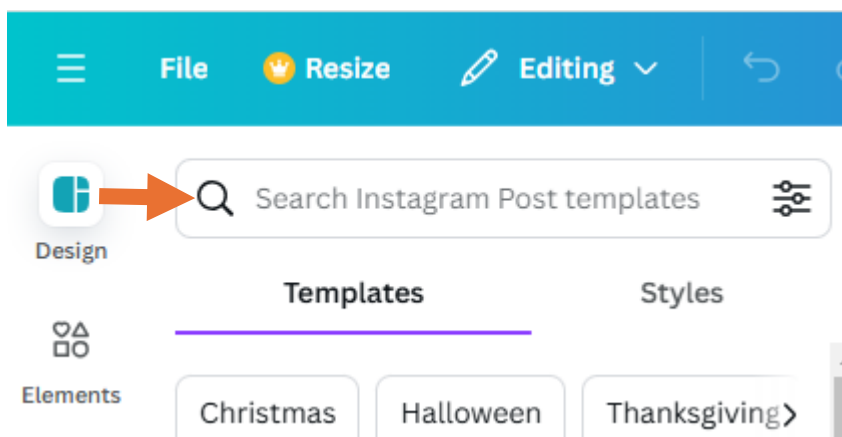 File Resize Editing
Search Instagram Post templates
Design
Templates Styles
Elements
Christmas Halloween Thanksgiving